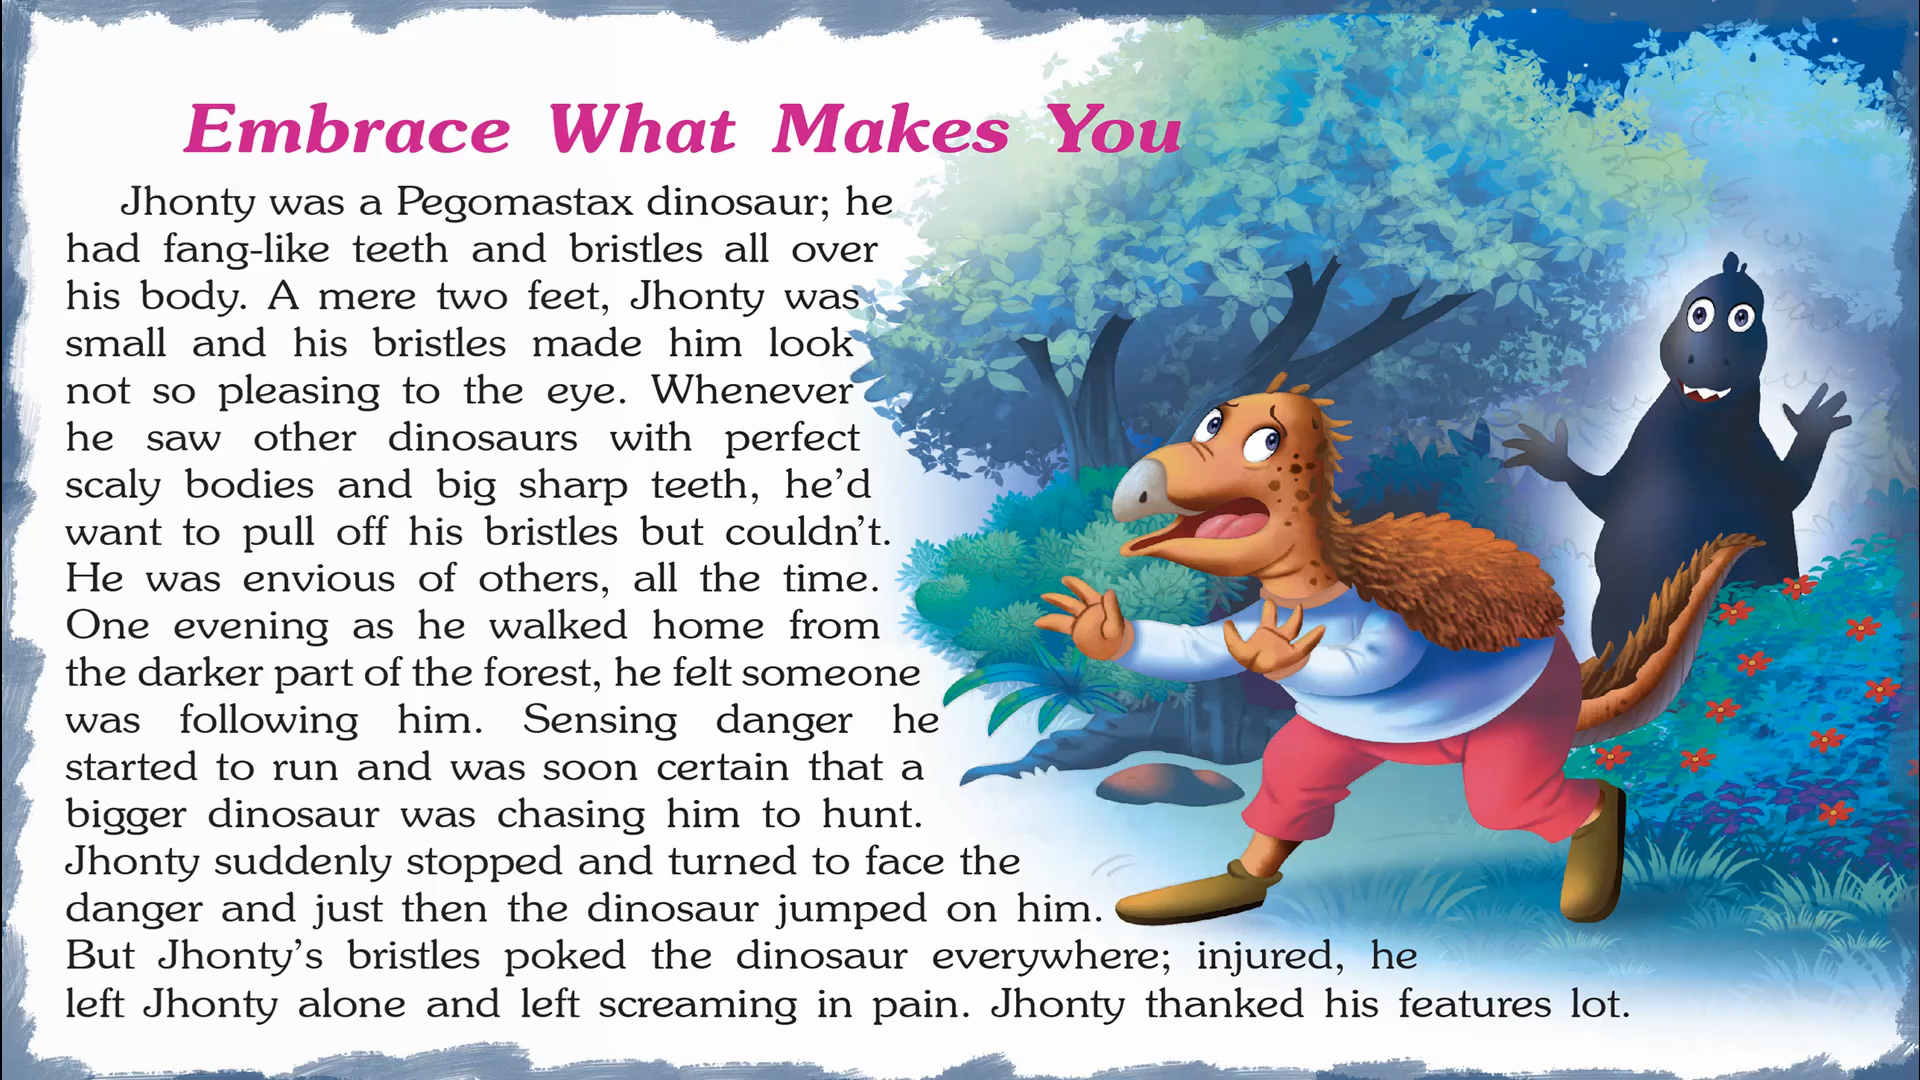 Embrace What Makes You
Jhonty was a Pegomastax dinosaur; he
had fang-like teeth and bristles all over
his body. A mere two feet, Jhonty was
small and his bristles made him look
not so pleasing to the eye. Whenever
he saw other dinosaurs with perfect
scaly bodies and big sharp teeth, he’d
want to pull off his bristles but couldn’t.
He was envious of others, all the time.
One evening as he walked home from
the darker part of the forest, he felt someone
was following him. Sensing danger he
started to run and was soon certain that a
bigger dinosaur was chasing him to hunt.
Jhonty suddenly stopped and turned to face the
danger and just then the dinosaur jumped on him.
But Jhonty’s bristles poked the dinosaur everywhere; injured, he
left Jhonty alone and left screaming in pain. Jhonty thanked his features lot.